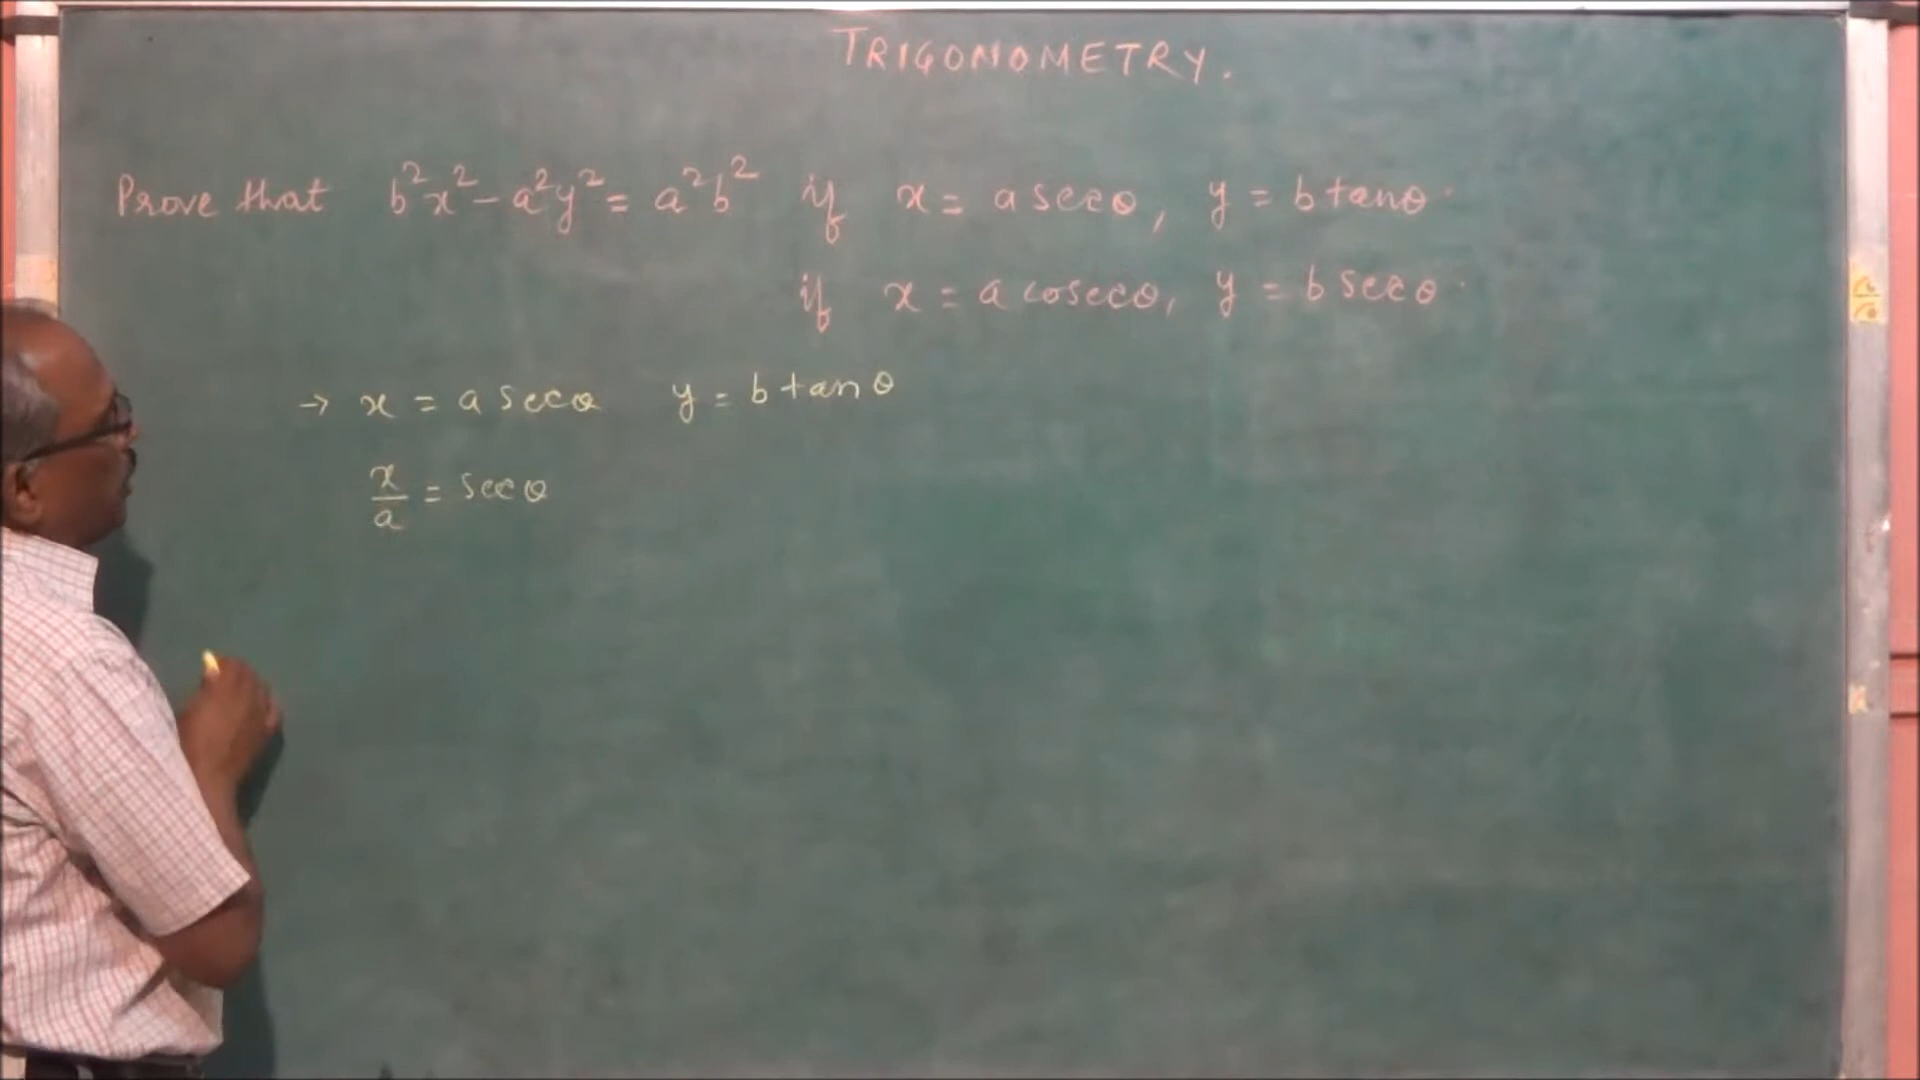 TRIGONOMETRY.
Prove that b²x² - a²y² = a²b² if x = a secθ, y = b tanθ.
if x = a cosecθ, y = b secθ.
→ x = a secθ y = b tanθ
x/a = secθ